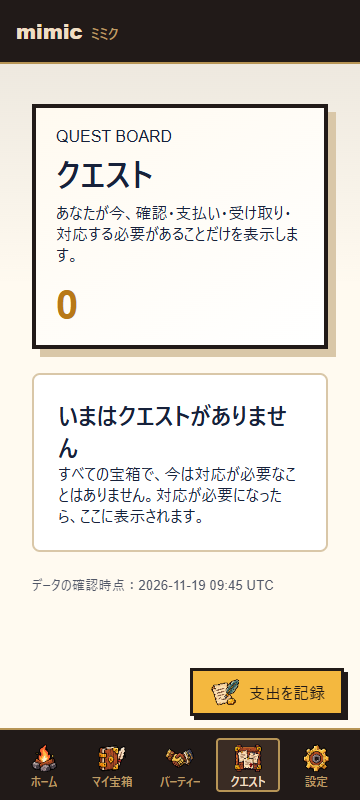 mimic ミミク
QUEST BOARD
クエスト
あなたが今、確認・支払い・受け取り・
対応する必要があることだけを表示しま
す。
0
いまはクエストがありませ
ん
すべての宝箱で、今は対応が必要なこ
とはありません。対応が必要になった
ら、ここに表示されます。
データの確認時点：2026-11-19 09:45 UTC
支出を記録
ホーム マイ宝箱 パーティー クエスト 設定